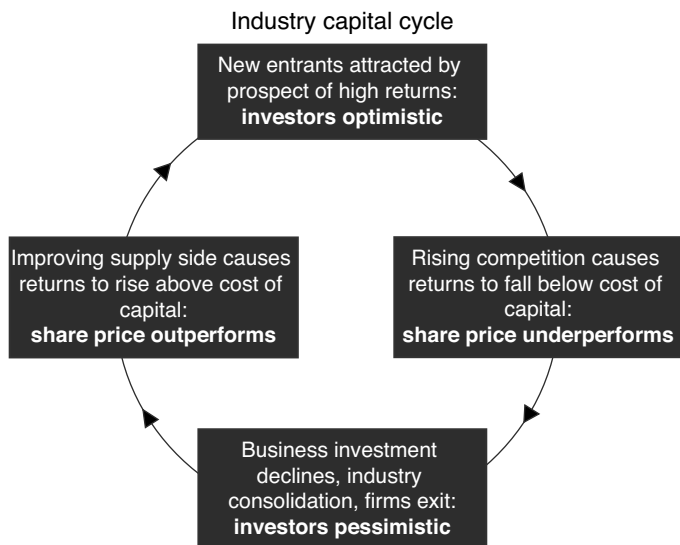 Industry capital cycle
New entrants attracted by
prospect of high returns:
investors optimistic
Improving supply side causes
returns to rise above cost of
capital:
share price outperforms
Rising competition causes
returns to fall below cost of
capital:
share price underperforms
Business investment
declines, industry
consolidation, firms exit:
investors pessimistic